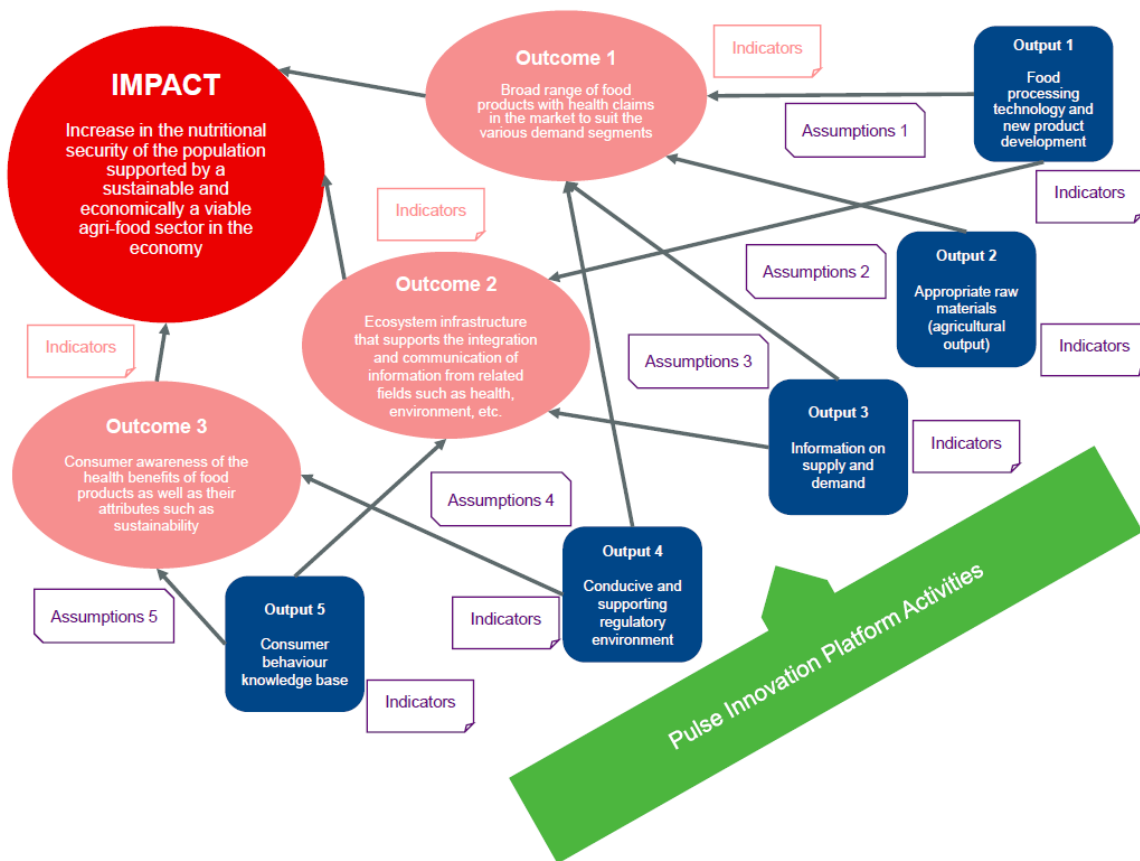 IMPACT
Increase in the nutritional
security of the population
supported by a
sustainable and
economically a viable
agri-food sector in the
economy
Outcome 1
Broad range of food
products with health claims
in the market to suit the
various demand segments
Indicators
Output 1
Food
processing
technology and
new product
development
Assumptions 1
Indicators
Indicators
Output 2
Appropriate raw
materials
(agricultural
output)
Assumptions 2
Indicators
Outcome 2
Ecosystem infrastructure
that supports the integration
and communication of
information from related
fields such as health,
environment, etc.
Assumptions 3
Output 3
Information on
supply and
demand
Indicators
Indicators
Outcome 3
Consumer awareness of the
health benefits of food
products as well as their
attributes such as
sustainability
Assumptions 4
Output 4
Conducive and
supporting
regulatory
environment
Indicators
Assumptions 5
Output 5
Consumer
behaviour
knowledge base
Indicators
Pulse Innovation Platform Activities